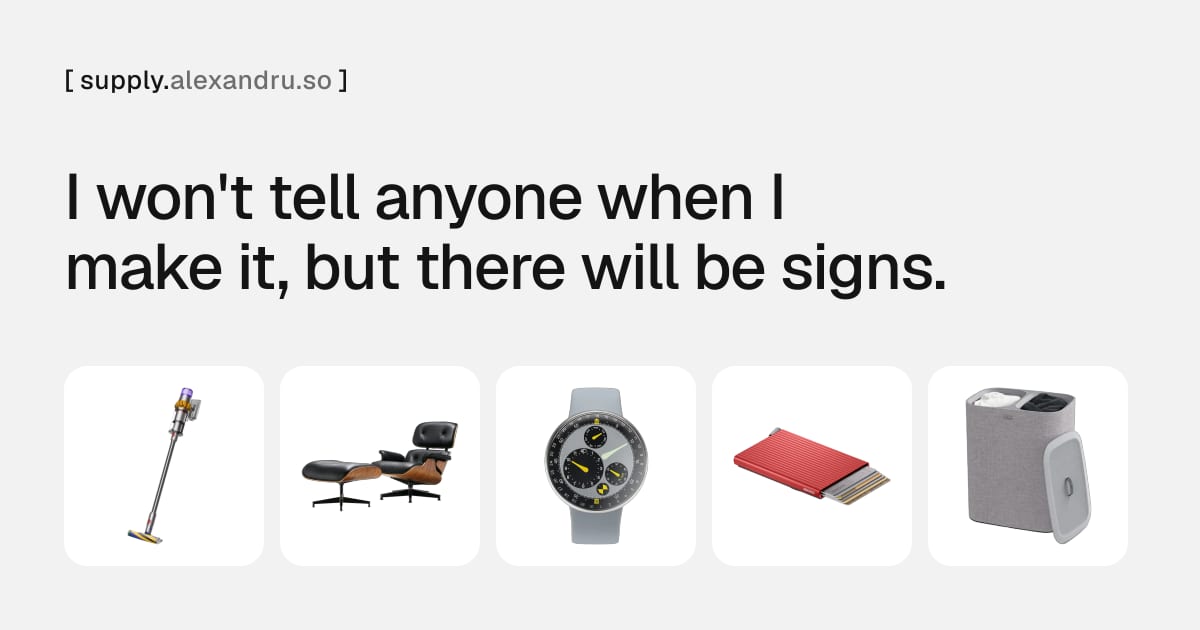 [ supply.alexandru.so ]
I won't tell anyone when I
make it, but there will be signs.